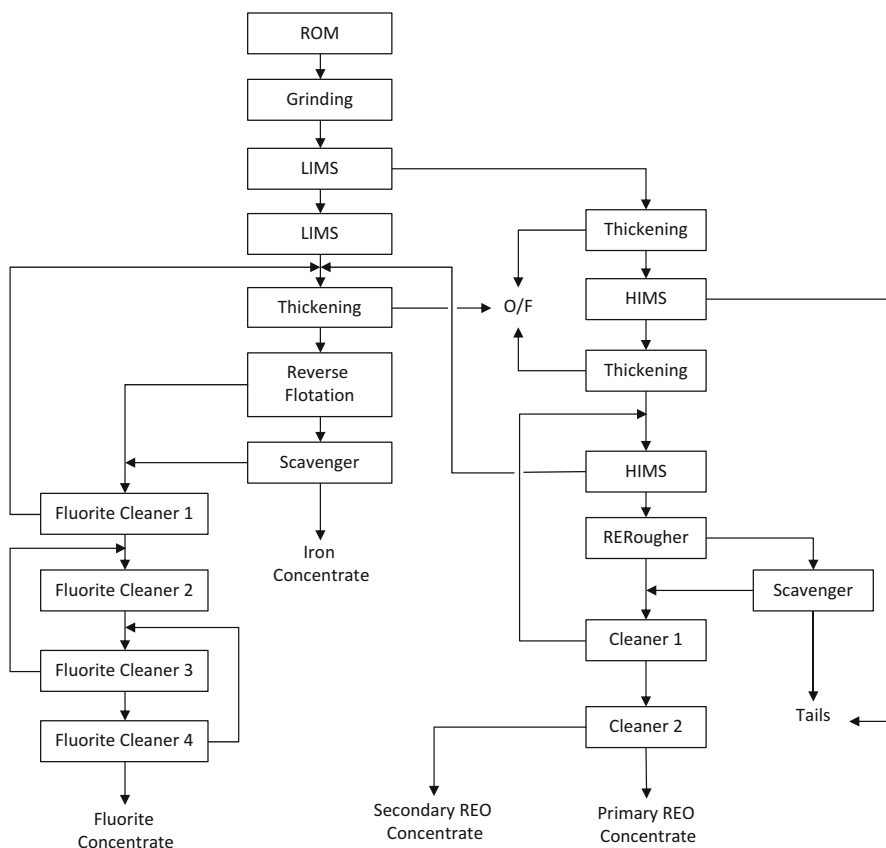 ROM
Grinding
LIMS
LIMS
Thickening
Thickening
O/F
HIMS
Thickening
Reverse
Flotation
Scavenger
HIMS
Fluorite Cleaner 1
RERougher
Iron
Concentrate
Fluorite Cleaner 2
Scavenger
Fluorite Cleaner 3
Cleaner 1
Fluorite Cleaner 4
Cleaner 2
Tails
Fluorite
Concentrate
Secondary REO
Concentrate
Primary REO
Concentrate